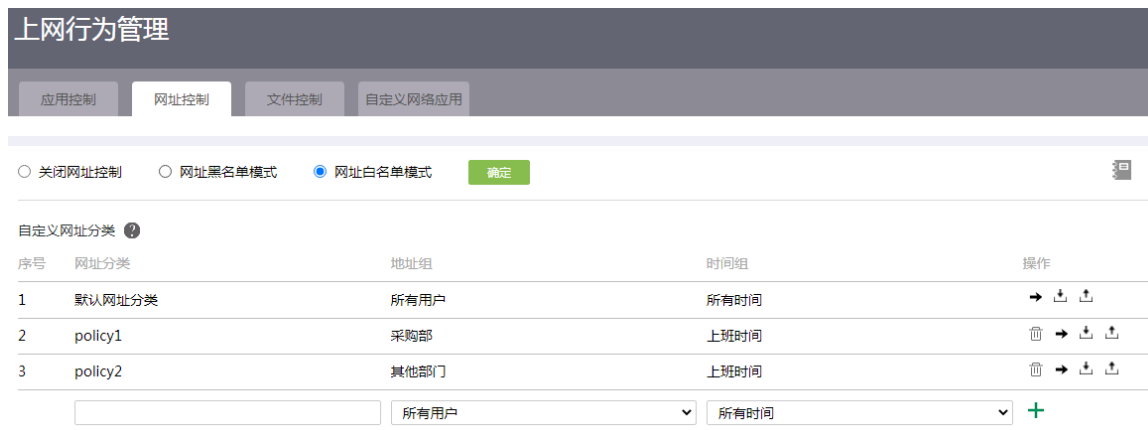 上网行为管理
应用控制 网址控制 文件控制 自定义网络应用
关闭网址控制 网址黑名单模式 网址白名单模式 确定
自定义网址分类 ?
序号 网址分类 地址组 时间组 操作
1 默认网址分类 所有用户 所有时间
2 policy1 采购部 上班时间
3 policy2 其他部门 上班时间
所有用户 所有时间